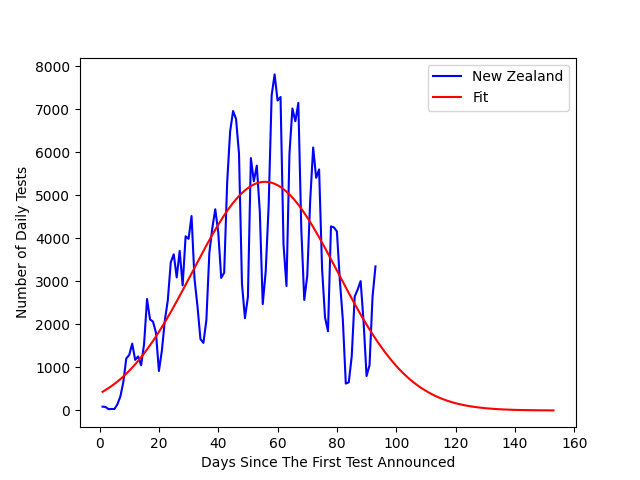 New Zealand
Fit
Number of Daily Tests
8000
7000
6000
5000
4000
3000
2000
1000
0
0 20 40 60 80 100 120 140 160
Days Since The First Test Announced